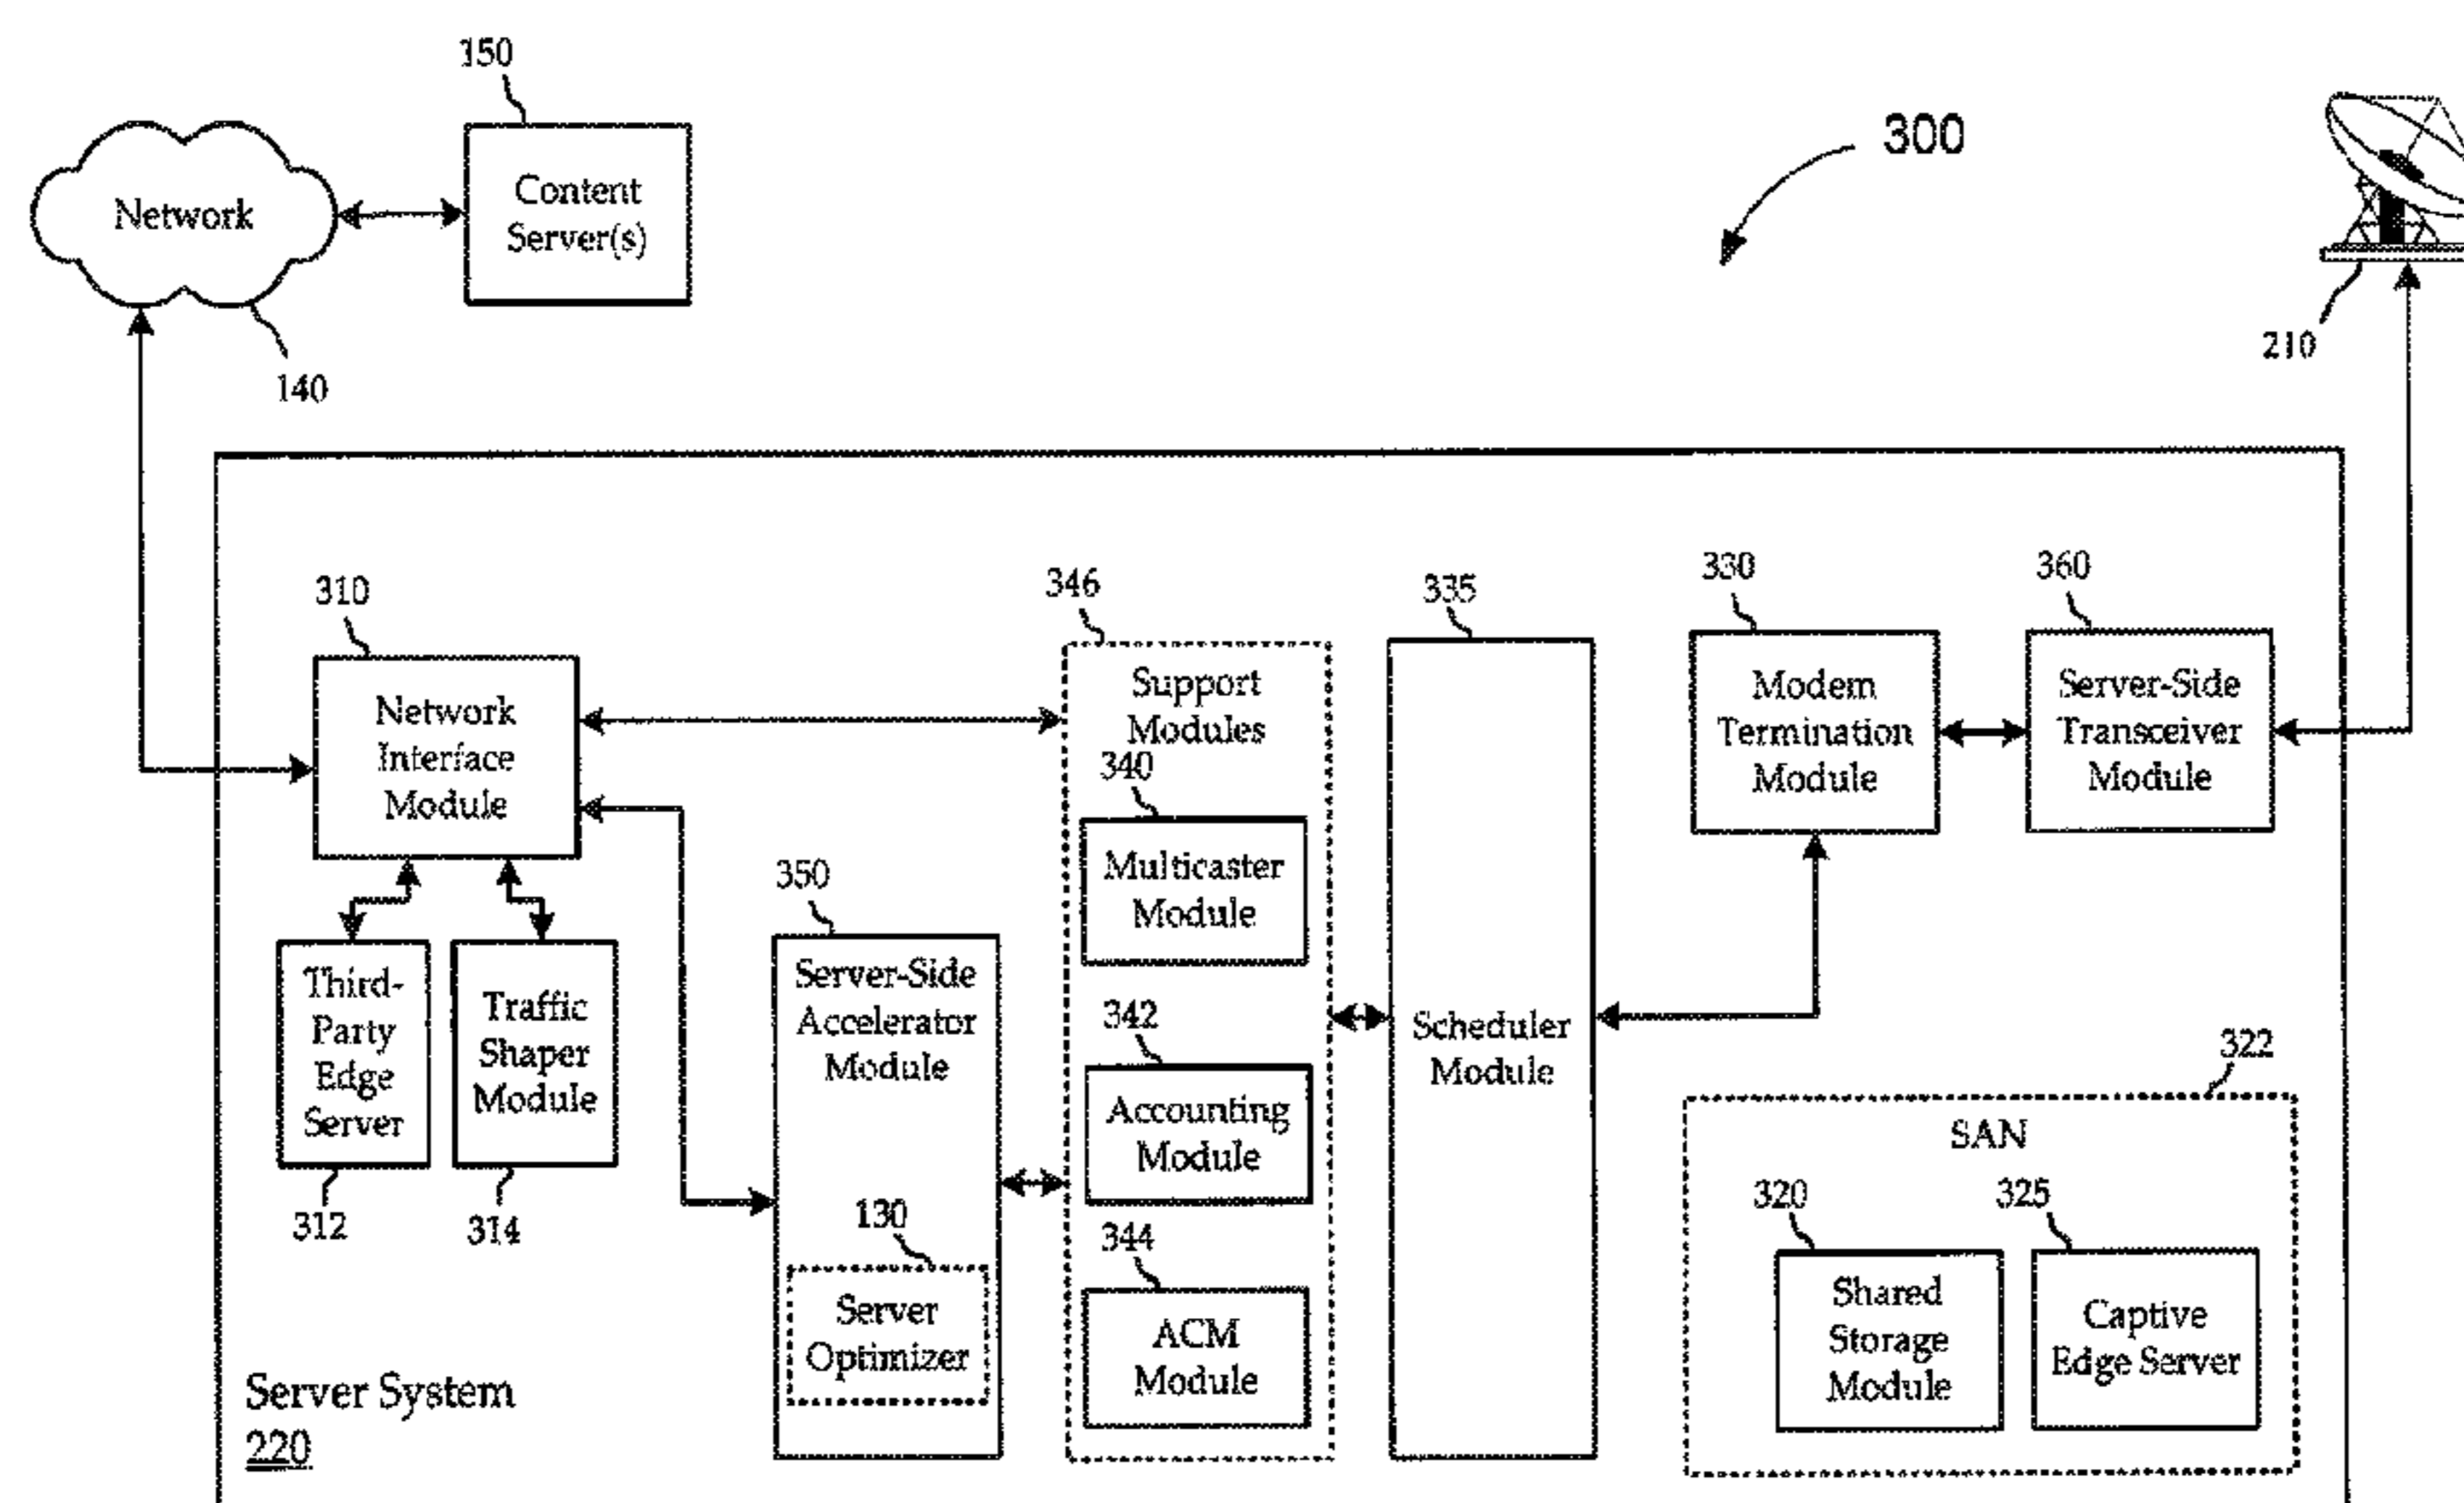 150
Network
Content
Server(s)
300
140
210
310
346
335
330
360
Network
Interface
Module
Support
Modules
Modem
Termination
Module
Server-Side
Transceiver
Module
340
Multicaster
Module
350
Third-
Party
Edge
Server
Traffic
Shaper
Module
Server-Side
Accelerator
Module
342
Accounting
Module
Scheduler
Module
312
314
130
Server
Optimizer
344
ACM
Module
322
SAN
320
325
Shared
Storage
Module
Captive
Edge Server
Server System
220